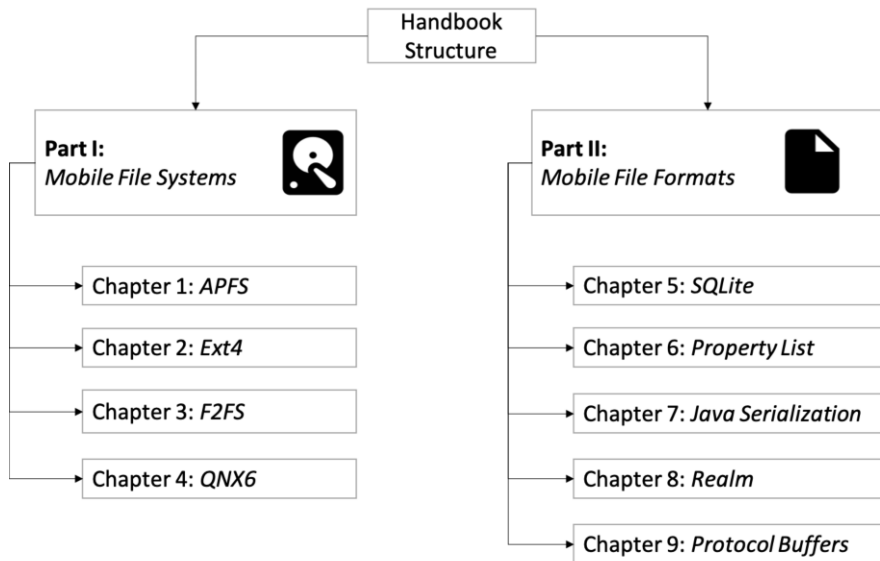 Handbook
Structure
Part I:
Mobile File Systems
Chapter 1: APFS
Chapter 2: Ext4
Chapter 3: F2FS
Chapter 4: QNX6
Part II:
Mobile File Formats
Chapter 5: SQLite
Chapter 6: Property List
Chapter 7: Java Serialization
Chapter 8: Realm
Chapter 9: Protocol Buffers